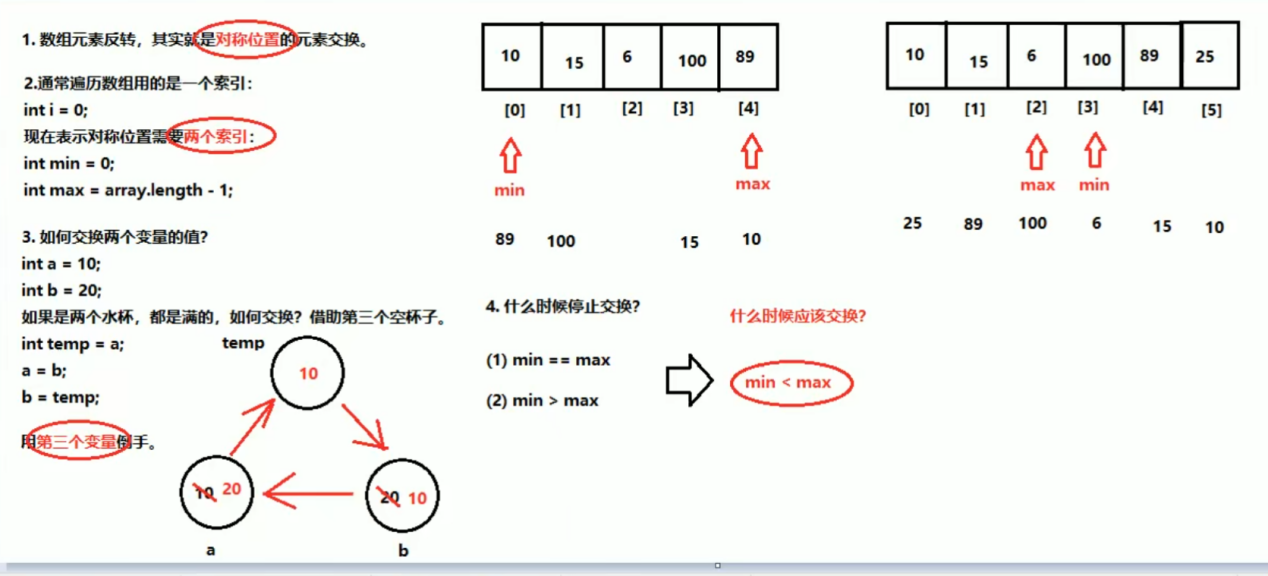 1. 数组元素反转，其实就是对称位置的元素交换。
2.通常遍历数组用的是一个索引：
int i = 0;
现在表示对称位置需要两个索引：
int min = 0;
int max = array.length - 1;
3. 如何交换两个变量的值？
int a = 10;
int b = 20;
如果是两个水杯，都是满的，如何交换？借助第三个空杯子。
int temp = a;
a = b;
b = temp;
用第三个变量倒手。
temp
10
10 20
20 10
a
b
10 15 6 100 89
[0] [1] [2] [3] [4]
min
max
89 100 15 10
10 15 6 100 89 25
[0] [1] [2] [3] [4] [5]
max min
25 89 100 6 15 10
4. 什么时候停止交换？
(1) min == max
(2) min > max
什么时候应该交换？
min < max